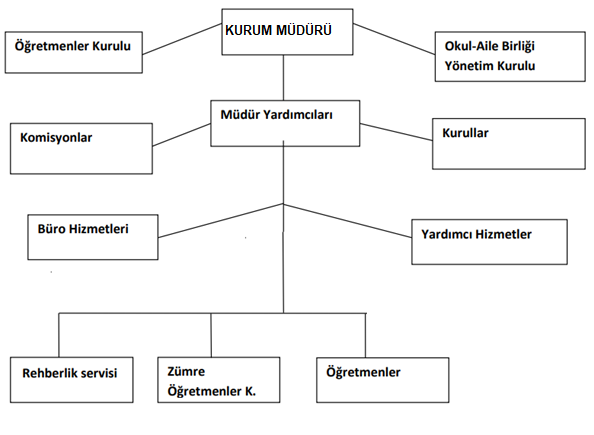 KURUM MÜDÜRÜ
Öğretmenler Kurulu
Okul-Aile Birliği
Yönetim Kurulu
Müdür Yardımcıları
Komisyonlar
Kurullar
Büro Hizmetleri
Yardımcı Hizmetler
Rehberlik servisi
Zümre
Öğretmenler K.
Öğretmenler